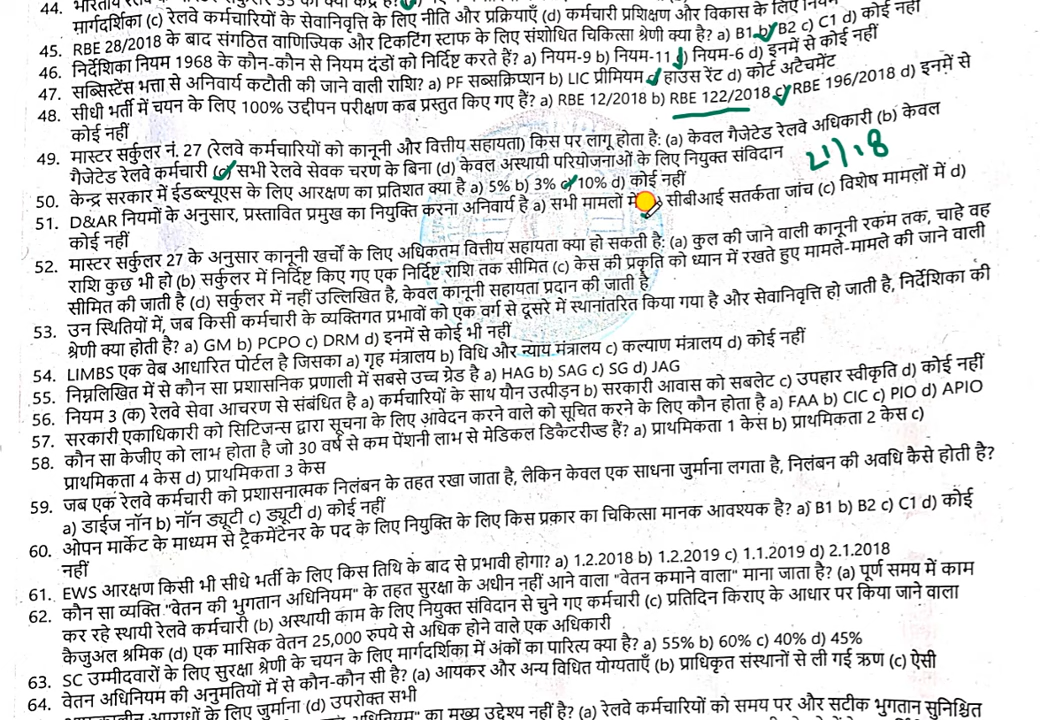 44. भारतीय रेल
मार्गदर्शिका (c) रेलवे कर्मचारियों के सेवानिवृत्ति के लिए नीति और प्रक्रियाएँ (d) कर्मचारी प्रशिक्षण और विकास के लिए नियम
45. RBE 28/2018 के बाद संगठित वाणिज्यिक और टिकटिंग स्टाफ के लिए संशोधित चिकित्सा श्रेणी क्या है? a) B1 b) B2 c) C1 d) कोई नहीं
46. निर्देशिका नियम 1968 के कौन-कौन से नियम दंडों को निर्दिष्ट करते हैं? a) नियम-9 b) नियम-11 नियम-6 d) इनमें से कोई नहीं
47. सब्सिस्टेंस भत्ता से अनिवार्य कटौती की जाने वाली राशि? a) PF सब्सक्रिप्शन b) LIC प्रीमियम हाउस रेंट d) कोर्ट अटैचमेंट
48. सीधी भर्ती में चयन के लिए 100% उद्दीपन परीक्षण कब प्रस्तुत किए गए हैं? a) RBE 12/2018 b) RBE 122/2018 c) RBE 196/2018 d) इनमें से
कोई नहीं
49. मास्टर सर्कुलर नं. 27 (रेलवे कर्मचारियों को कानूनी और वित्तीय सहायता) किस पर लागू होता है: (a) केवल गैजेटेड रेलवे अधिकारी (b) केवल
गैजेटेड रेलवे कर्मचारी सभी रेलवे सेवक चरण के बिना (d) केवल अस्थायी परियोजनाओं के लिए नियुक्त संविदान
50. केन्द्र सरकार में ईडब्ल्यूएस के लिए आरक्षण का प्रतिशत क्या है a) 5% b) 3% 10% d) कोई नहीं
51. D&AR नियमों के अनुसार, प्रस्तावित प्रमुख का नियुक्ति करना अनिवार्य है a) सभी मामलों में सीबीआई सतर्कता जांच (c) विशेष मामलों में d)
कोई नहीं
52. मास्टर सर्कुलर 27 के अनुसार कानूनी खर्चों के लिए अधिकतम वित्तीय सहायता क्या हो सकती है: (a) कुल की जाने वाली कानूनी रकम तक, चाहे वह
राशि कुछ भी हो (b) सर्कुलर में निर्दिष्ट किए गए एक निर्दिष्ट राशि तक सीमित (c) केस की प्रकृति को ध्यान में रखते हुए मामले-मामले की जाने वाली
सीमित की जाती है (d) सर्कुलर में नहीं उल्लिखित है, केवल कानूनी सहायता प्रदान की जाती है
53. उन स्थितियों में, जब किसी कर्मचारी के व्यक्तिगत प्रभावों को एक वर्ग से दूसरे में स्थानांतरित किया गया है और सेवानिवृत्ति हो जाती है, निर्देशिका की
श्रेणी क्या होती है? a) GM b) PCPO c) DRM d) इनमें से कोई भी नहीं
54. LIMBS एक वेब आधारित पोर्टल है जिसका a) गृह मंत्रालय b) विधि और न्याय मंत्रालय c) कल्याण मंत्रालय d) कोई नहीं
55. निम्नलिखित में से कौन सा प्रशासनिक प्रणाली में सबसे उच्च ग्रेड है a) HAG b) SAG c) SG d) JAG
56. नियम 3 (क) रेलवे सेवा आचरण से संबंधित है a) कर्मचारियों के साथ यौन उत्पीड़न b) सरकारी आवास को सबलेट c) उपहार स्वीकृति d) कोई नहीं
57. सरकारी एकाधिकारी को सिटिजन्स द्वारा सूचना के लिए आवेदन करने वाले को सूचित करने के लिए कौन होता है a) FAA b) CIC c) PIO d) APIO
58. कौन सा केजीए को लाभ होता है जो 30 वर्ष से कम पेंशनी लाभ से मेडिकल डिकैटरीज्ड हैं? a) प्राथमिकता 1 केस b) प्राथमिकता 2 केस c)
प्राथमिकता 4 केस d) प्राथमिकता 3 केस
59. जब एक रेलवे कर्मचारी को प्रशासनात्मक निलंबन के तहत रखा जाता है, लेकिन केवल एक साधना जुर्माना लगता है, निलंबन की अवधि कैसे होती है?
a) डाईज नॉन b) नॉन ड्यूटी c) ड्यूटी d) कोई नहीं
60. ओपन मार्केट के माध्यम से ट्रैकमेंटेनर के पद के लिए नियुक्ति के लिए किस प्रकार का चिकित्सा मानक आवश्यक है? a) B1 b) B2 c) C1 d) कोई
नहीं
61. EWS आरक्षण किसी भी सीधे भर्ती के लिए किस तिथि के बाद से प्रभावी होगा? a) 1.2.2018 b) 1.2.2019 c) 1.1.2019 d) 2.1.2018
62. कौन सा व्यक्ति "वेतन की भुगतान अधिनियम" के तहत सुरक्षा के अधीन नहीं आने वाला "वेतन कमाने वाला" माना जाता है? (a) पूर्ण समय में काम
कर रहे स्थायी रेलवे कर्मचारी (b) अस्थायी काम के लिए नियुक्त संविदान से चुने गए कर्मचारी (c) प्रतिदिन किराए के आधार पर किया जाने वाला
कैजुअल श्रमिक (d) एक मासिक वेतन 25,000 रुपये से अधिक होने वाले एक अधिकारी
63. SC उम्मीदवारों के लिए सुरक्षा श्रेणी के चयन के लिए मार्गदर्शिका में अंकों का पारित्य क्या है? a) 55% b) 60% c) 40% d) 45%
64. वेतन अधिनियम की अनुमतियों में से कौन-कौन सी है? (a) आयकर और अन्य विधित योग्यताएँ (b) प्राधिकृत संस्थानों से ली गई ऋण (c) ऐसी
अपराधों के लिए जुर्माना (d) उपरोक्त सभी
अधिनियम" का मुख्य उद्देश्य नहीं है? (a) रेलवे कर्मचारियों को समय पर और सटीक भुगतान सुनिश्चित